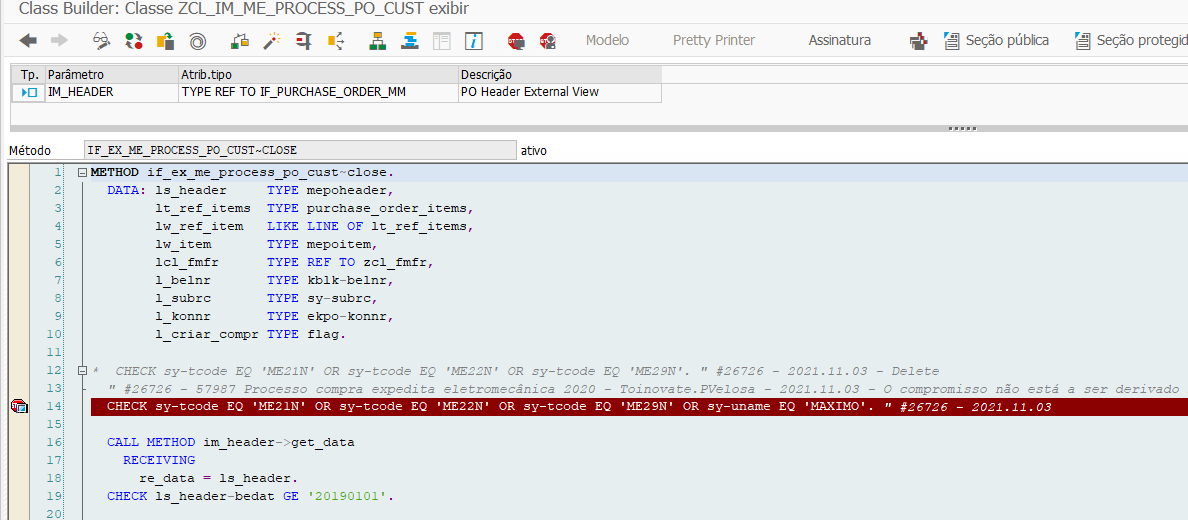 Class Builder: Classe ZCL_IM_ME_PROCESS_PO_CUST exibir
Modelo Pretty Printer Assinatura Seção pública Seção protegid
Tp. Parâmetro Atrib.tipo Descrição
IM_HEADER TYPE REF TO IF_PURCHASE_ORDER_MM PO Header External View
Método IF_EX_ME_PROCESS_PO_CUST~CLOSE ativo
1 METHOD if_ex_me_process_po_cust~close.
2 DATA: ls_header TYPE mepoheader,
3 lt_ref_items TYPE purchase_order_items,
4 lw_ref_item LIKE LINE OF lt_ref_items,
5 lw_item TYPE mepoitem,
6 lcl_fmfr TYPE REF TO zcl_fmfr,
7 l_belnr TYPE kblk-belnr,
8 l_subrc TYPE sy-subrc,
9 l_konnr TYPE ekpo-konnr,
10 l_criar_compr TYPE flag.
11
12 * CHECK sy-tcode EQ 'ME21N' OR sy-tcode EQ 'ME22N' OR sy-tcode EQ 'ME29N'. " #26726 - 2021.11.03 - Delete
13 " #26726 - 57987 Processo compra expedita eletromecânica 2020 - Toinovate.PVelosa - 2021.11.03 - O compromisso não está a ser derivado
14 CHECK sy-tcode EQ 'ME21N' OR sy-tcode EQ 'ME22N' OR sy-tcode EQ 'ME29N' OR sy-uname EQ 'MAXIMO'. " #26726 - 2021.11.03
15
16 CALL METHOD im_header->get_data
17 RECEIVING
18 re_data = ls_header.
19 CHECK ls_header-bedat GE '20190101'.
20